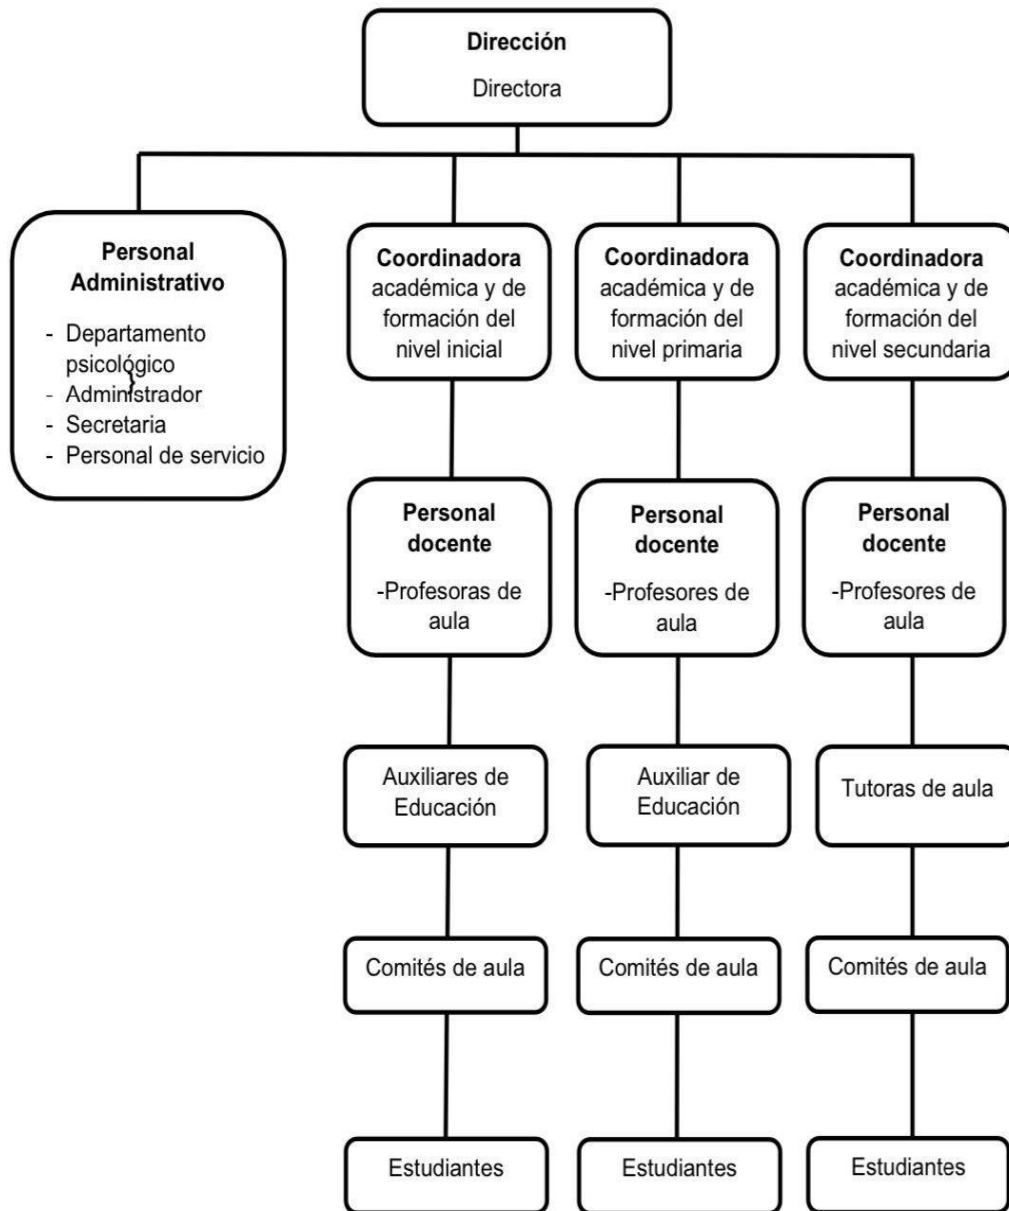 Dirección
Directora
Personal
Administrativo
- Departamento
psicológico
}
- Administrador
- Secretaria
- Personal de servicio
Coordinadora
académica y de
formación del
nivel inicial
Coordinadora
académica y de
formación del
nivel primaria
Coordinadora
académica y de
formación del
nivel secundaria
Personal
docente
-Profesoras de
aula
Personal
docente
-Profesores de
aula
Personal
docente
-Profesores de
aula
Auxiliares de
Educación
Auxiliar de
Educación
Tutoras de aula
Comités de aula
Comités de aula
Comités de aula
Estudiantes
Estudiantes
Estudiantes